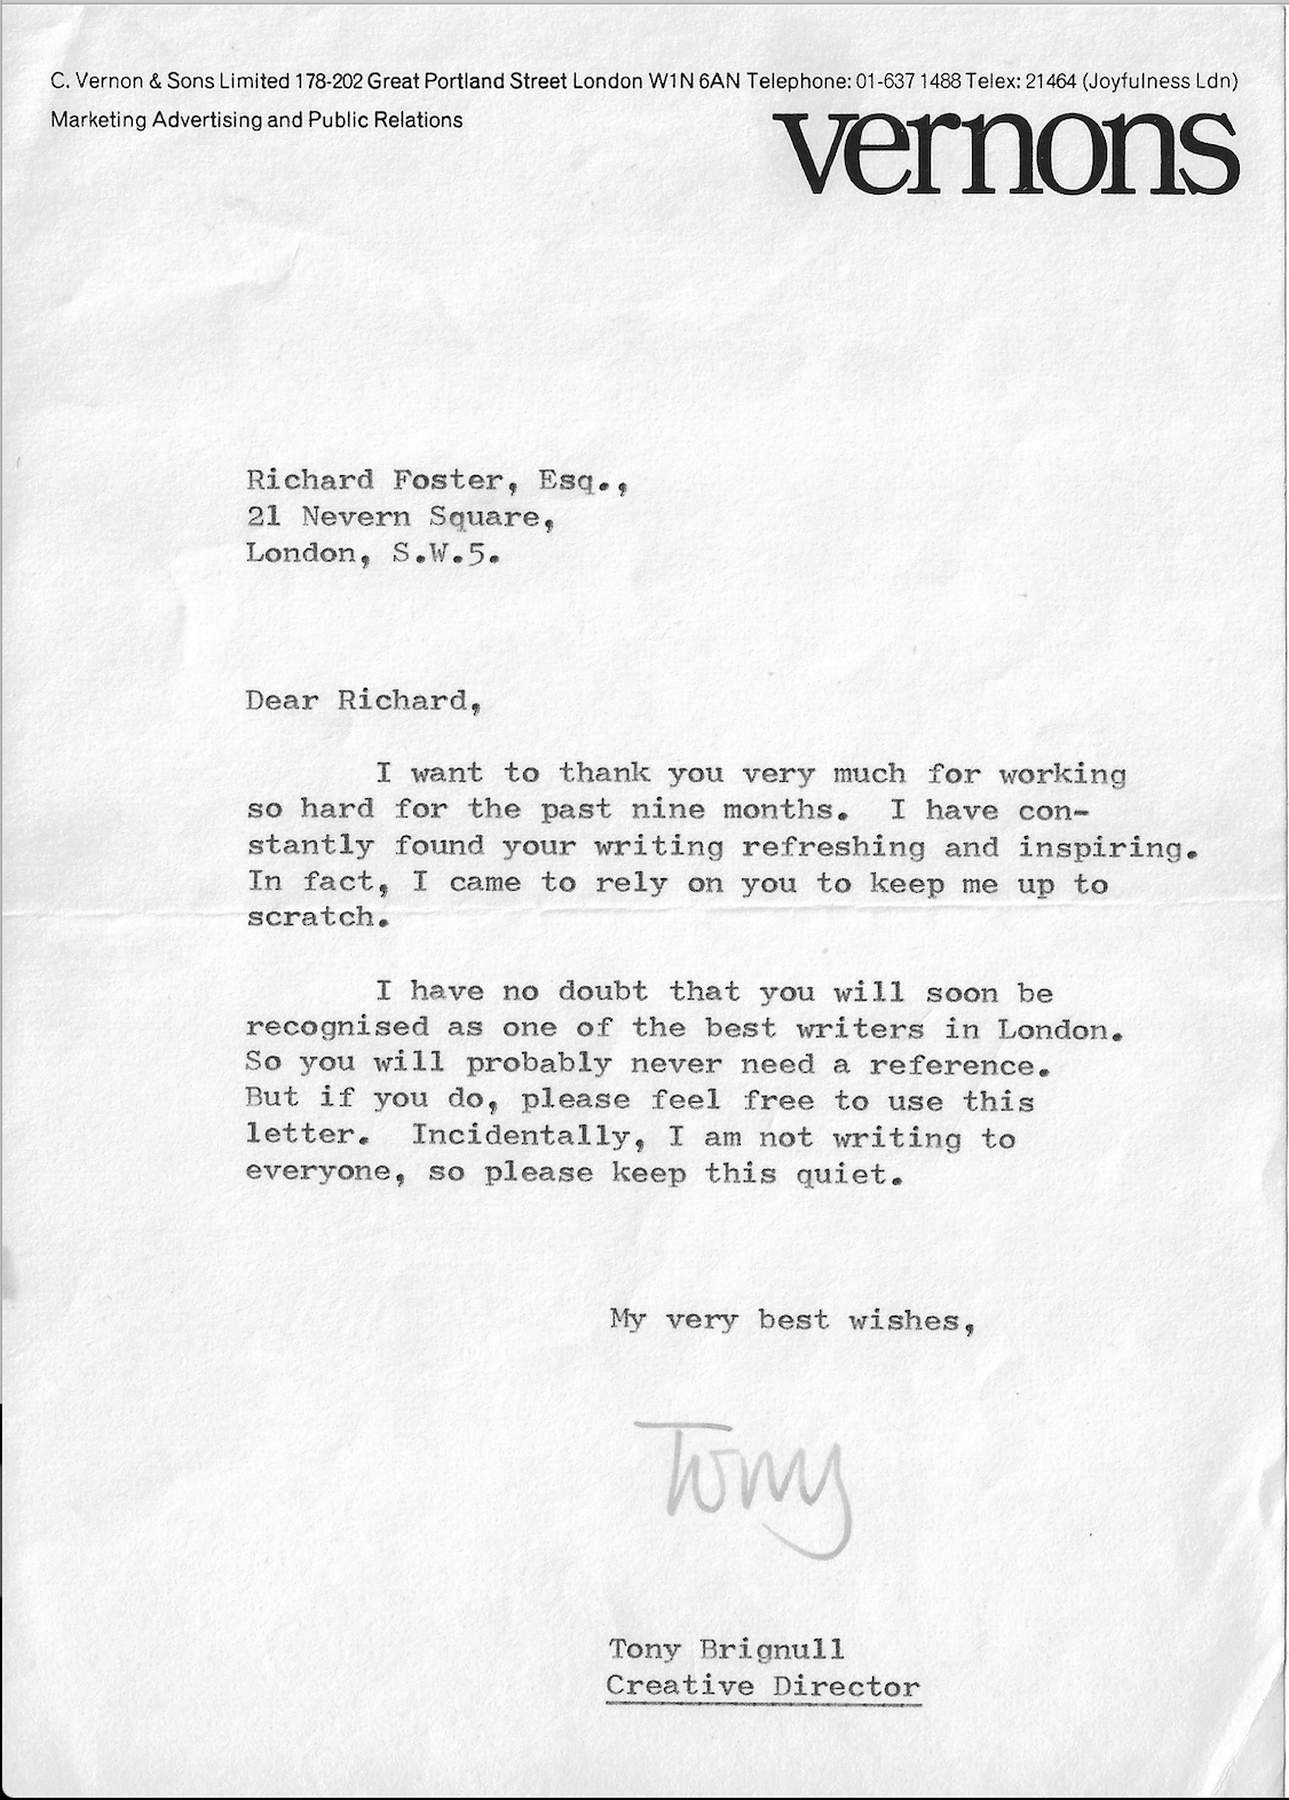 C. Vernon & Sons Limited 178-202 Great Portland Street London W1N 6AN Telephone: 01-637 1488 Telex: 21464 (Joyfulness Ldn)
Marketing Advertising and Public Relations
vernons
Richard Foster, Esq.,
21 Nevern Square,
London, S.W.5.
Dear Richard,
I want to thank you very much for working
so hard for the past nine months. I have con-
stantly found your writing refreshing and inspiring.
In fact, I came to rely on you to keep me up to
scratch.
I have no doubt that you will soon be
recognised as one of the best writers in London.
So you will probably never need a reference.
But if you do, please feel free to use this
letter. Incidentally, I am not writing to
everyone, so please keep this quiet.
My very best wishes,
Tony
Tony Brignull
Creative Director